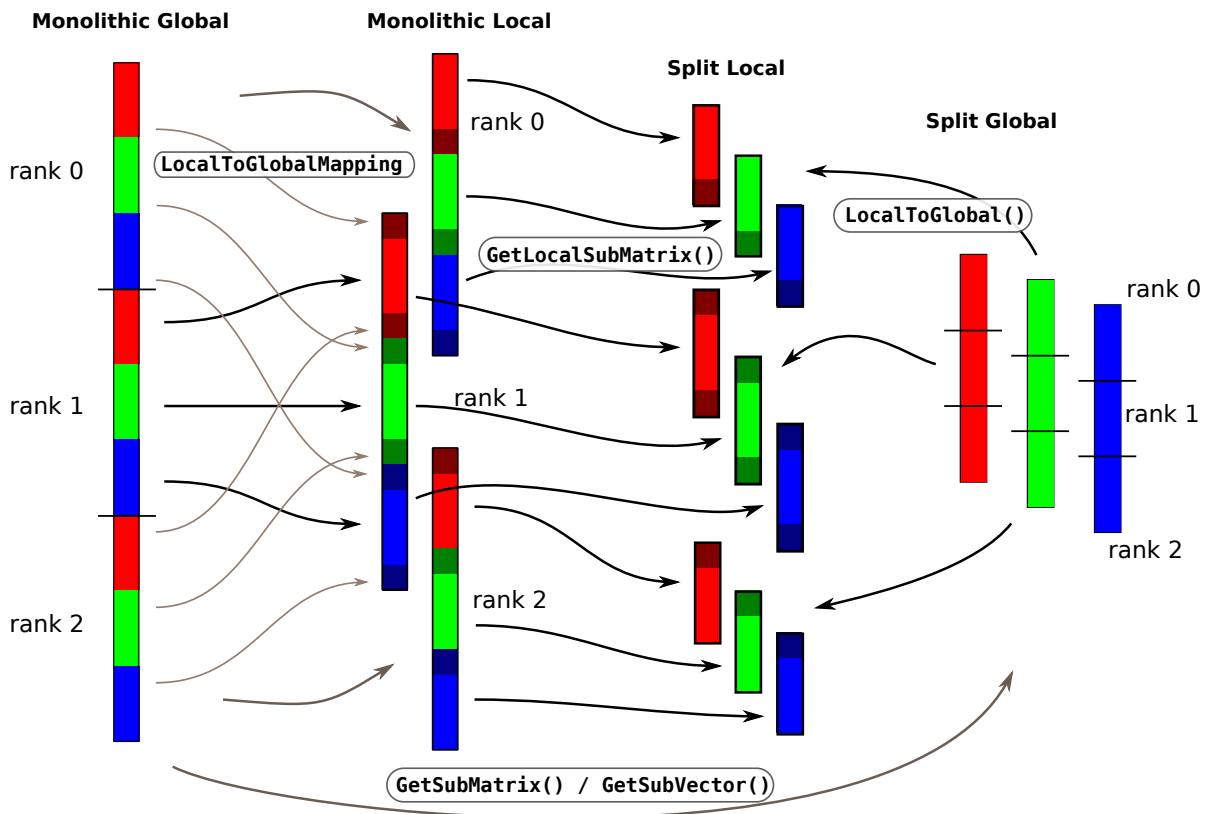 Monolithic Global
Monolithic Local
Split Local
Split Global
rank 0
LocalToGlobalMapping
rank 0
LocalToGlobal()
GetLocalSubMatrix()
rank 0
rank 1
rank 1
rank 1
rank 2
rank 2
rank 2
GetSubMatrix() / GetSubVector()